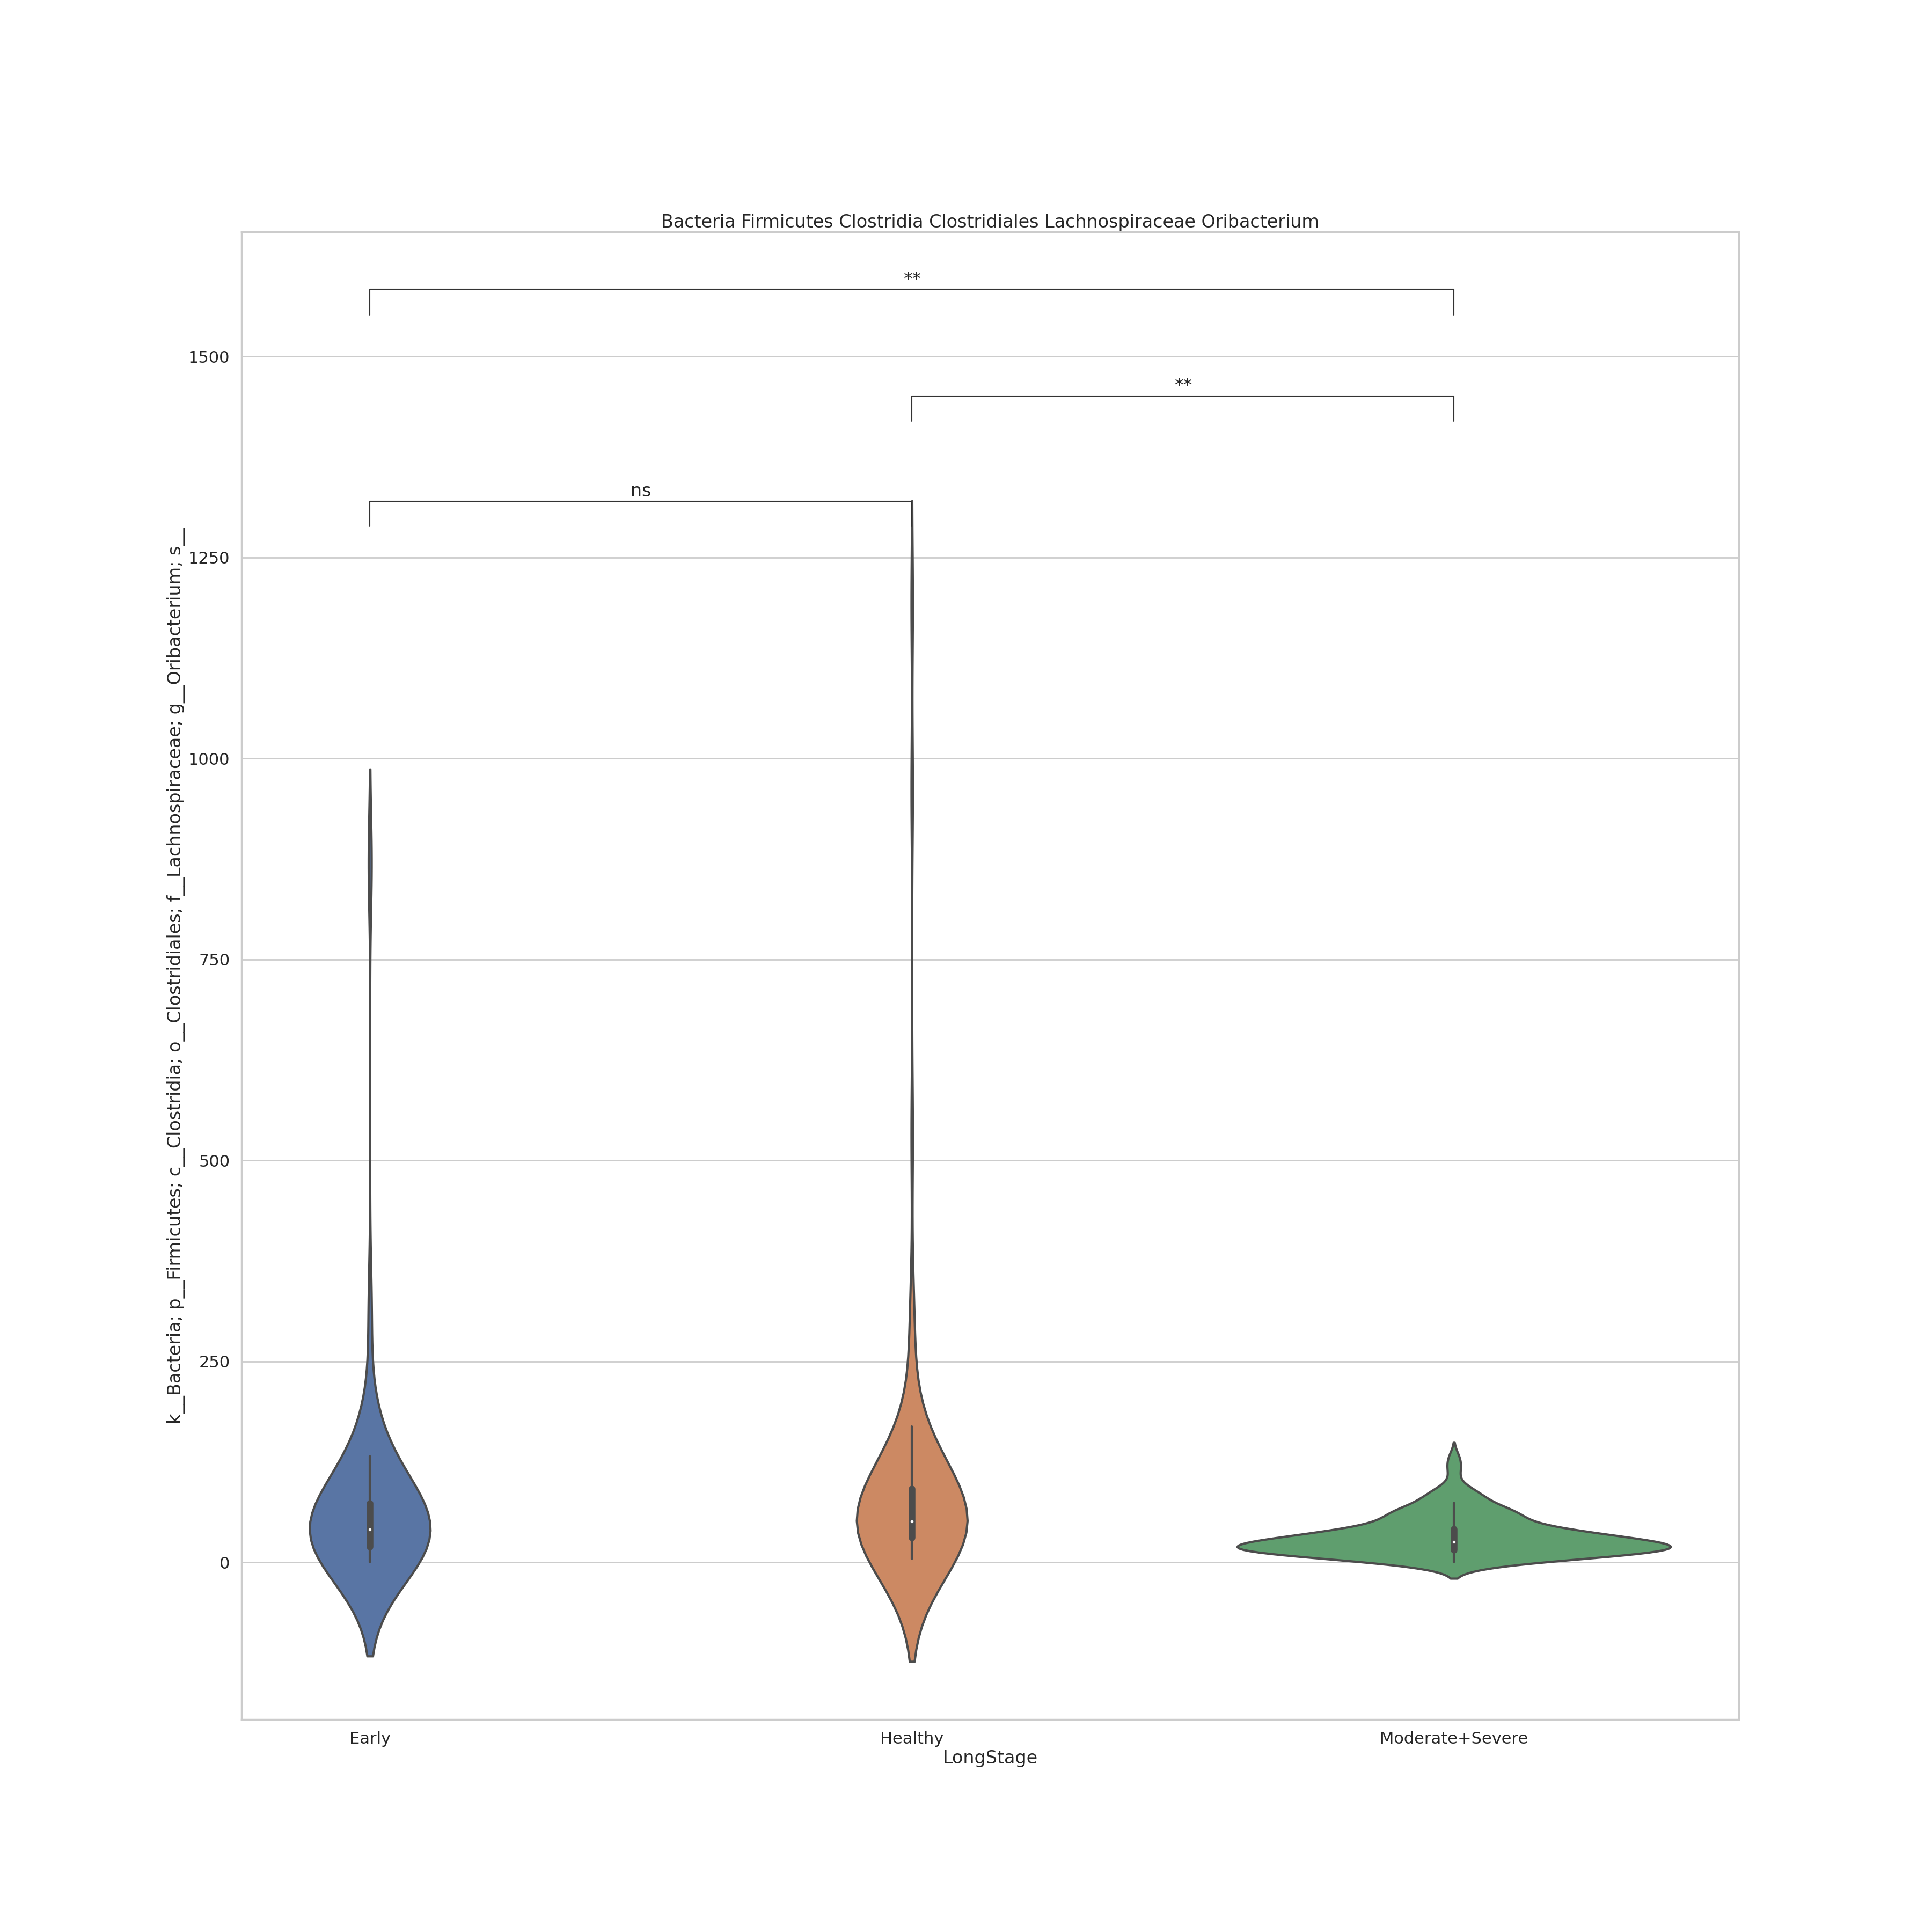 Bacteria Firmicutes Clostridia Clostridiales Lachnospiraceae Oribacterium
**
1500
**
ns
1250
1000
750
500
250
0
k__Bacteria; p__Firmicutes; c__Clostridia; o__Clostridiales; f__Lachnospiraceae; g__Oribacterium; s__
Early
Healthy
Moderate+Severe
LongStage